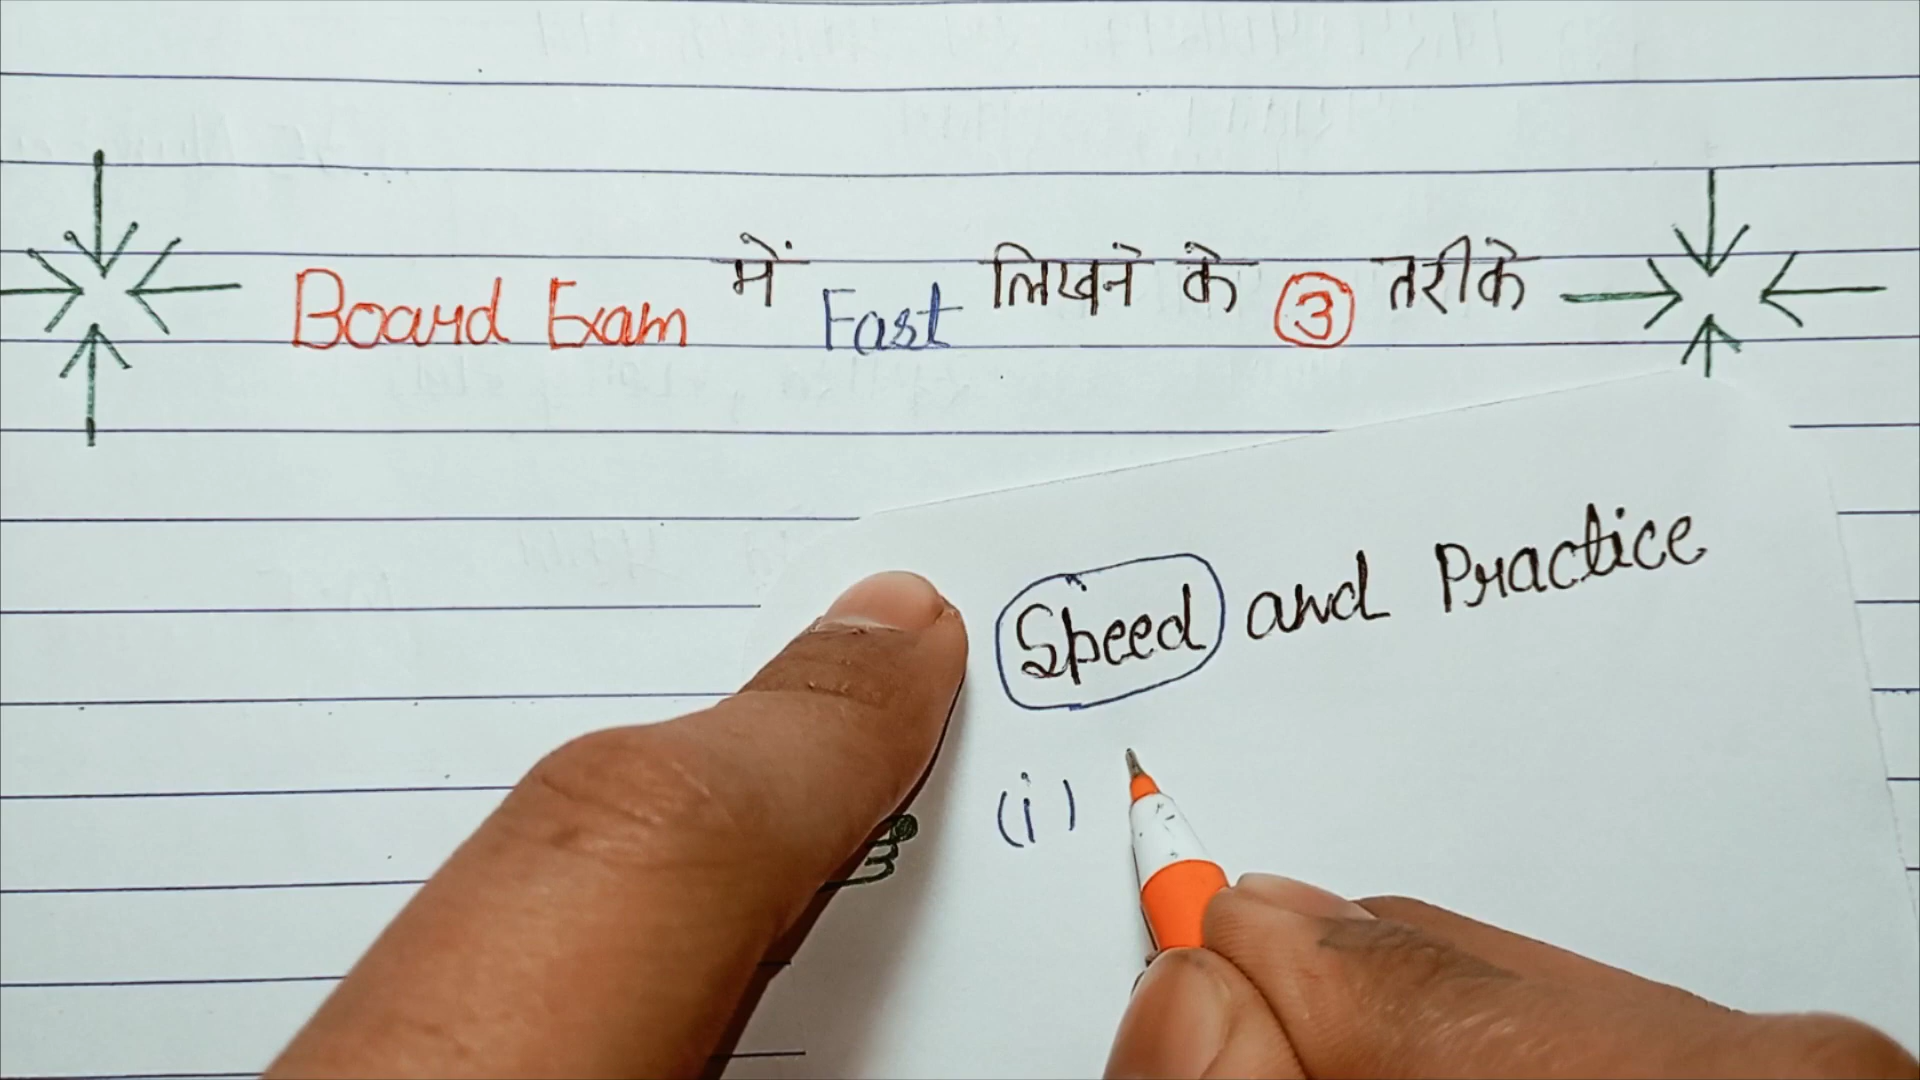 Board Exam में Fast लिखने के 3 तरीके
Speed and Practice
(i)